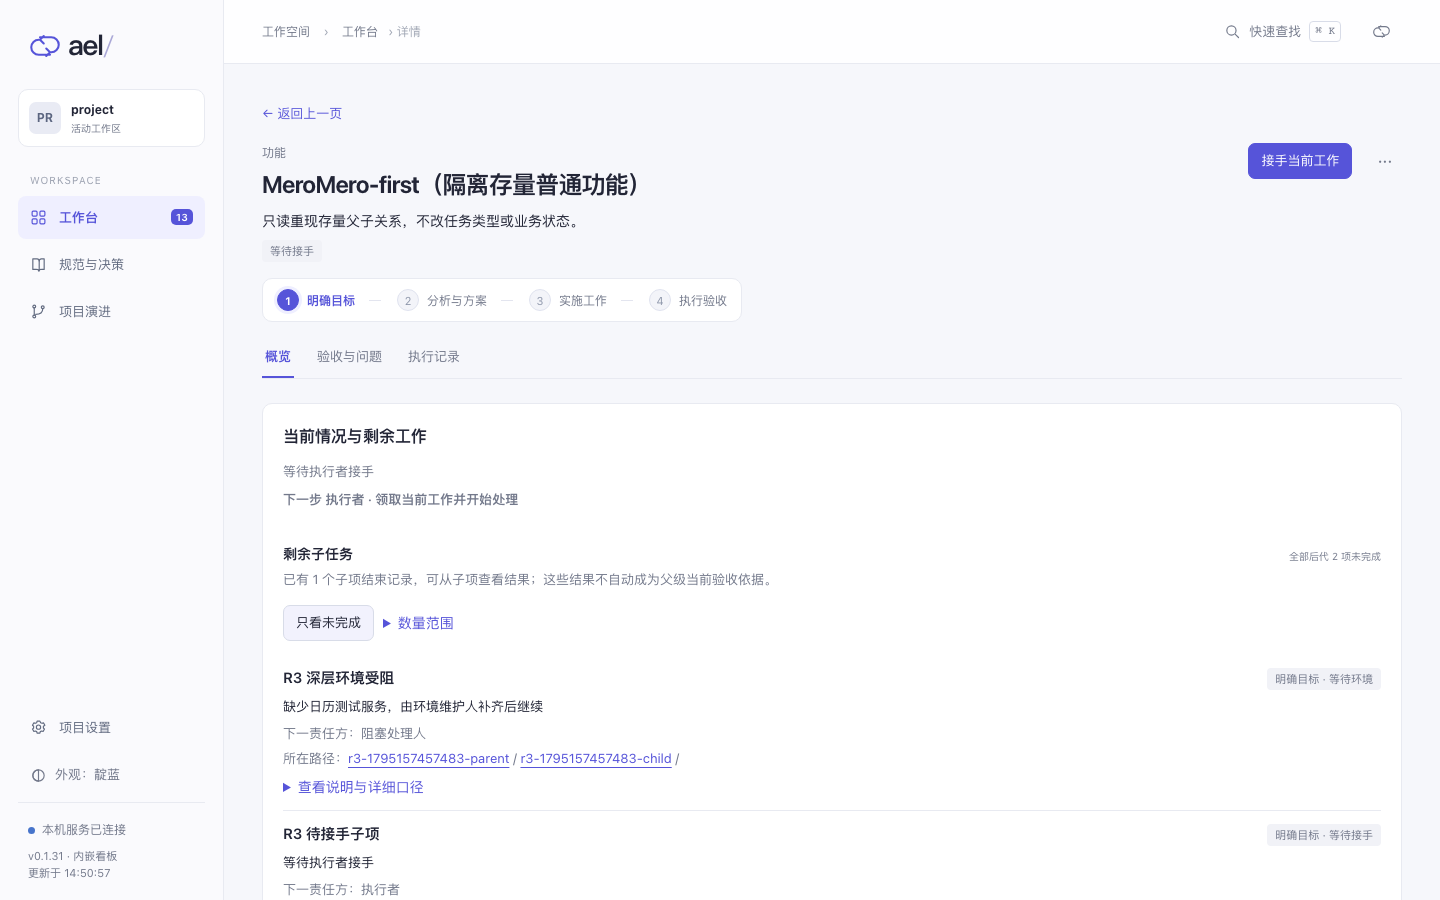 ael/
PR
project
活动工作区
WORKSPACE
工作台
13
规范与决策
项目演进
项目设置
外观：靛蓝
本机服务已连接
v0.1.31 · 内嵌看板
更新于 14:50:57
工作空间 › 工作台 › 详情
快速查找 ⌘ K
← 返回上一页
功能
MeroMero-first（隔离存量普通功能）
接手当前工作
···
只读重现存量父子关系，不改任务类型或业务状态。
等待接手
1 明确目标 — 2 分析与方案 — 3 实施工作 — 4 执行验收
概览 验收与问题 执行记录
当前情况与剩余工作
等待执行者接手
下一步 执行者 · 领取当前工作并开始处理
剩余子任务
全部后代 2 项未完成
已有 1 个子项结束记录，可从子项查看结果；这些结果不自动成为父级当前验收依据。
只看未完成 ▶ 数量范围
R3 深层环境受阻
明确目标 · 等待环境
缺少日历测试服务，由环境维护人补齐后继续
下一责任方：阻塞处理人
所在路径：r3-1795157457483-parent / r3-1795157457483-child /
▶ 查看说明与详细口径
R3 待接手子项
明确目标 · 等待接手
等待执行者接手
下一责任方：执行者